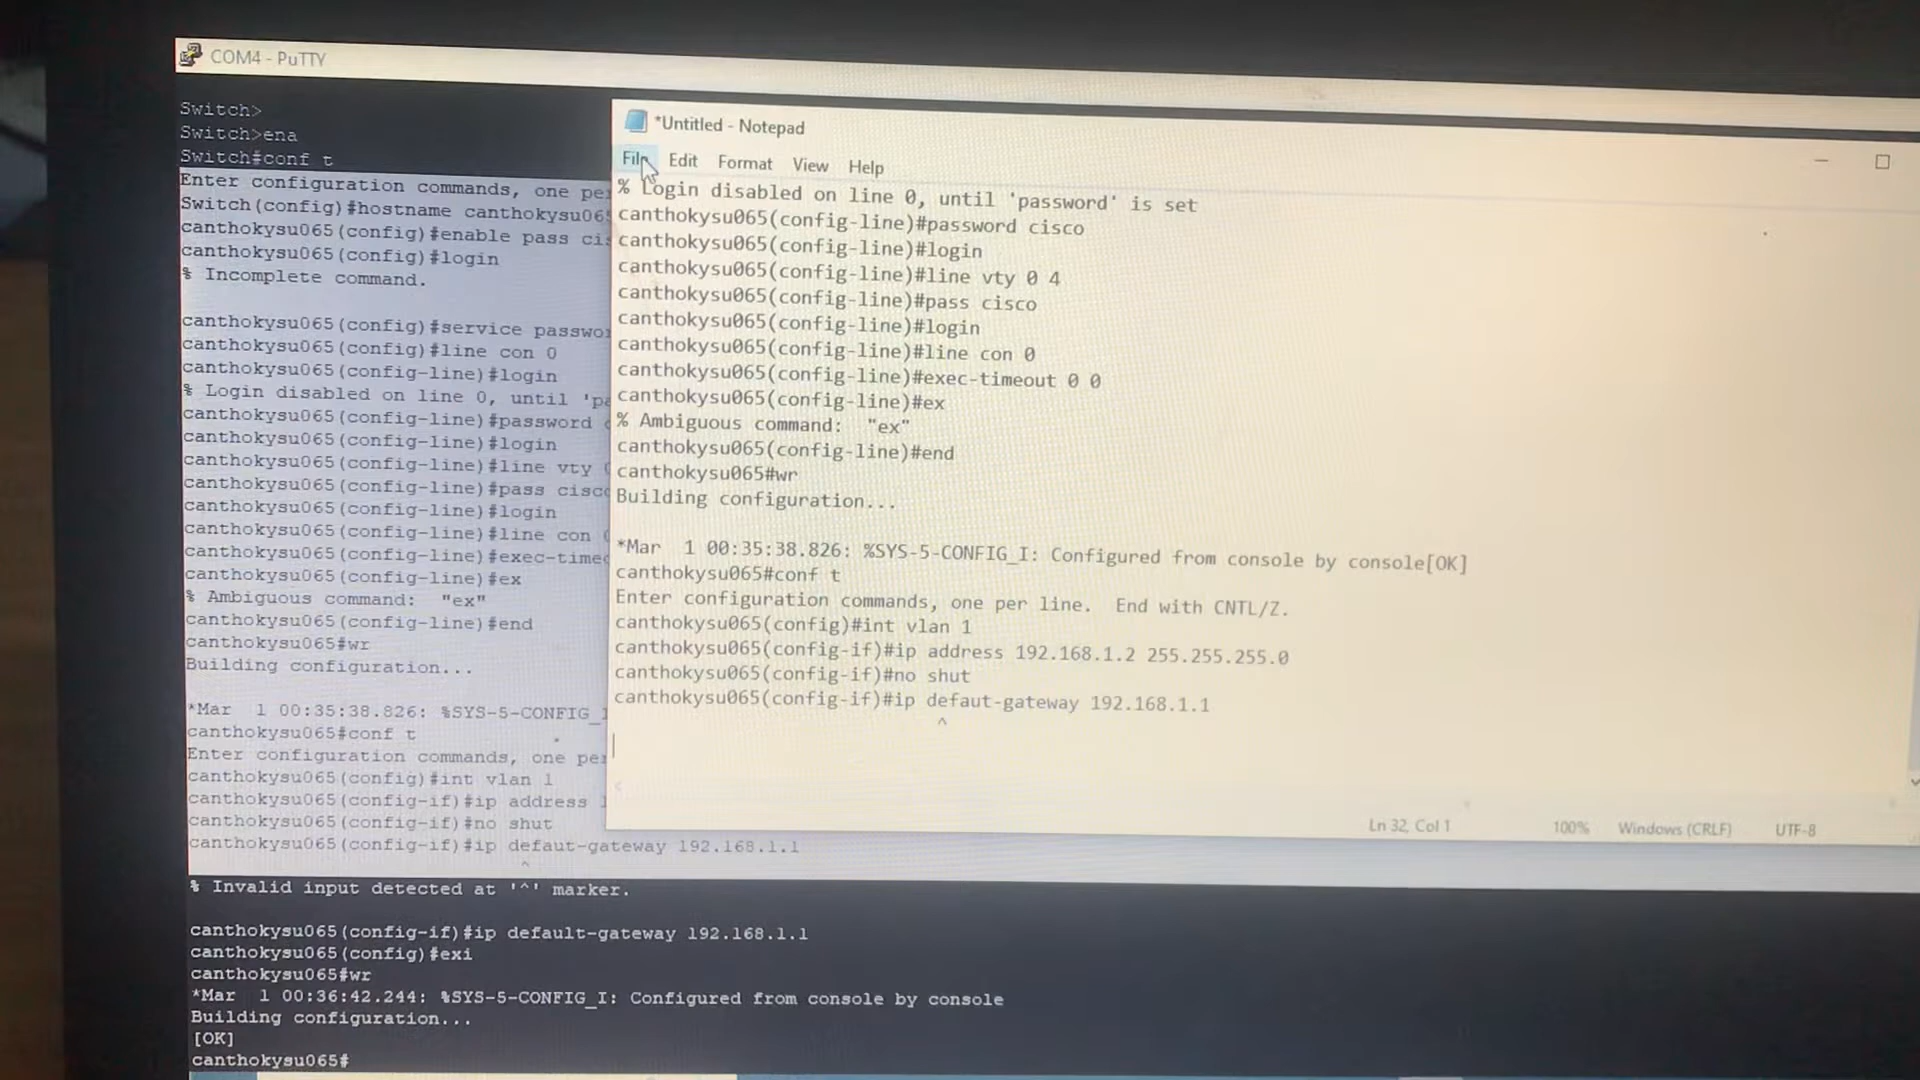 COM4 - PuTTY
Switch>
Switch>ena
Switch#conf t
Enter configuration commands, one per
Switch(config)#hostname canthokysu065
canthokysu065(config)#enable pass cis
canthokysu065(config)#login
% Incomplete command.
canthokysu065(config)#service passwor
canthokysu065(config)#line con 0
canthokysu065(config-line)#login
% Login disabled on line 0, until 'pa
canthokysu065(config-line)#password
canthokysu065(config-line)#login
canthokysu065(config-line)#line vty 0
canthokysu065(config-line)#pass cisco
canthokysu065(config-line)#login
canthokysu065(config-line)#line con 0
canthokysu065(config-line)#exec-timeo
canthokysu065(config-line)#ex
% Ambiguous command:  "ex"
canthokysu065(config-line)#end
canthokysu065#wr
Building configuration...
*Mar  1 00:35:38.826: %SYS-5-CONFIG_I
canthokysu065#conf t
Enter configuration commands, one per
canthokysu065(config)#int vlan 1
canthokysu065(config-if)#ip address 1
canthokysu065(config-if)#no shut
canthokysu065(config-if)#ip defaut-gateway 192.168.1.1
^
% Invalid input detected at '^' marker.
canthokysu065(config-if)#ip default-gateway 192.168.1.1
canthokysu065(config)#exi
canthokysu065#wr
*Mar  1 00:36:42.244: %SYS-5-CONFIG_I: Configured from console by console
Building configuration...
[OK]
canthokysu065#
*Untitled - Notepad
File Edit Format View Help
% Login disabled on line 0, until 'password' is set
canthokysu065(config-line)#password cisco
canthokysu065(config-line)#login
canthokysu065(config-line)#line vty 0 4
canthokysu065(config-line)#pass cisco
canthokysu065(config-line)#login
canthokysu065(config-line)#line con 0
canthokysu065(config-line)#exec-timeout 0 0
canthokysu065(config-line)#ex
% Ambiguous command:  "ex"
canthokysu065(config-line)#end
canthokysu065#wr
Building configuration...
*Mar  1 00:35:38.826: %SYS-5-CONFIG_I: Configured from console by console[OK]
canthokysu065#conf t
Enter configuration commands, one per line.  End with CNTL/Z.
canthokysu065(config)#int vlan 1
canthokysu065(config-if)#ip address 192.168.1.2 255.255.255.0
canthokysu065(config-if)#no shut
canthokysu065(config-if)#ip defaut-gateway 192.168.1.1
^
Ln 32, Col 1 100% Windows (CRLF) UTF-8